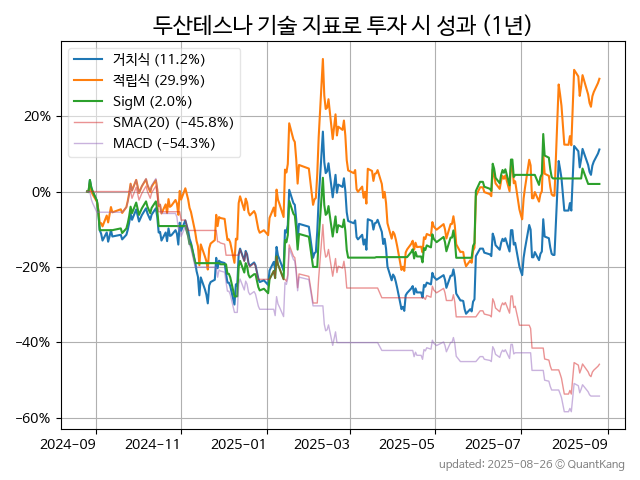 두산테스나 기술 지표로 투자 시 성과 (1년)
거치식 (11.2%)
적립식 (29.9%)
SigM (2.0%)
SMA(20) (−45.8%)
MACD (−54.3%)
20%
0%
−20%
−40%
−60%
2024−09 2024−11 2025−01 2025−03 2025−05 2025−07 2025−09
updated: 2025-08-26 ⓒ QuantKang